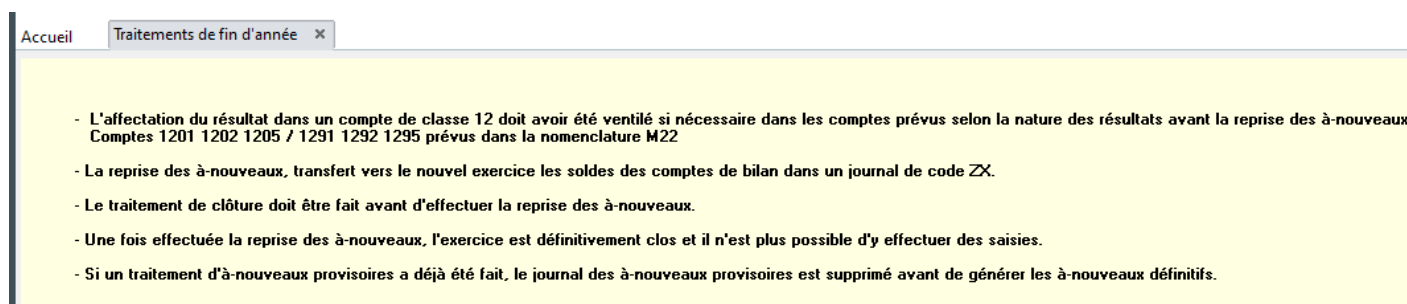 Accueil Traitements de fin d'année ×
- L'affectation du résultat dans un compte de classe 12 doit avoir été ventilé si nécessaire dans les comptes prévus selon la nature des résultats avant la reprise des à-nouveaux
Comptes 1201 1202 1205 / 1291 1292 1295 prévus dans la nomenclature M22
- La reprise des à-nouveaux, transfert vers le nouvel exercice les soldes des comptes de bilan dans un journal de code ZX.
- Le traitement de clôture doit être fait avant d'effectuer la reprise des à-nouveaux.
- Une fois effectuée la reprise des à-nouveaux, l'exercice est définitivement clos et il n'est plus possible d'y effectuer des saisies.
- Si un traitement d'à-nouveaux provisoires a déjà été fait, le journal des à-nouveaux provisoires est supprimé avant de générer les à-nouveaux définitifs.